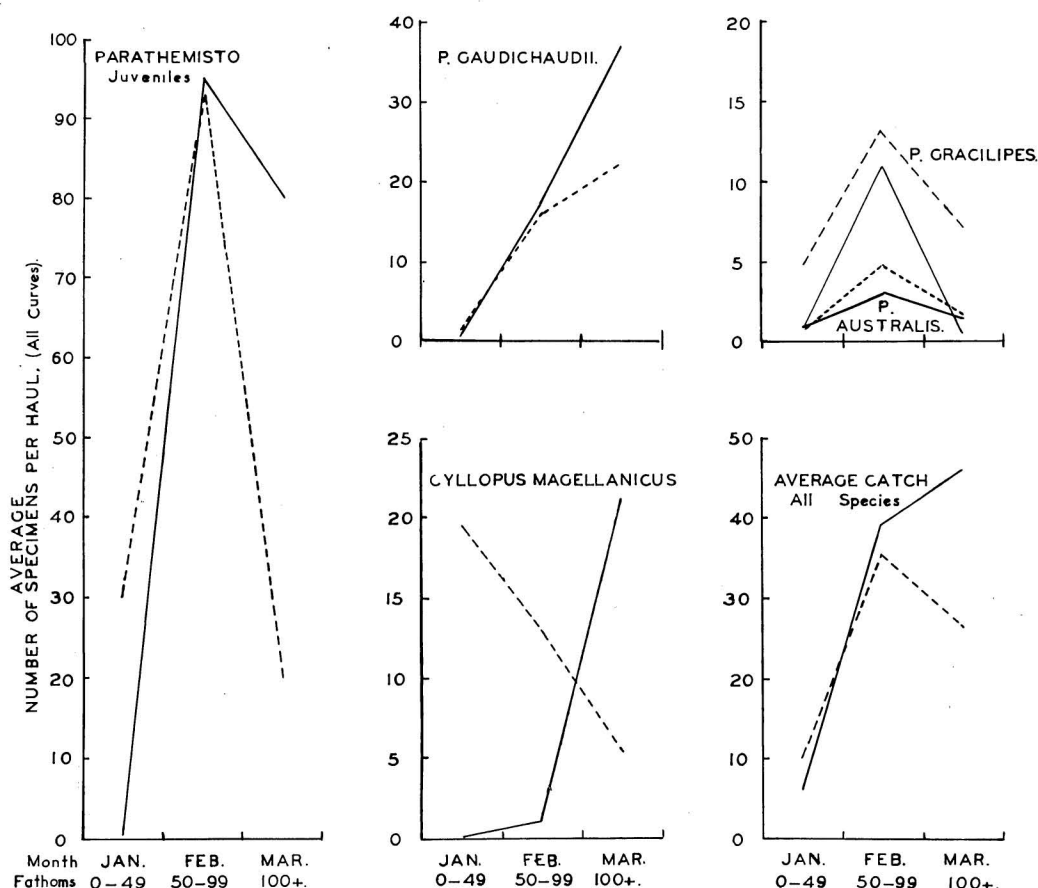 PARATHEMISTO
Juveniles
100
90
80
70
60
50
40
30
20
10
0
AVERAGE
NUMBER OF SPECIMENS PER HAUL, (All Curves).
P. GAUDICHAUDII.
40
30
20
10
0
20
15
10
5
0
P. GRACILIPES.
P.
AUSTRALIS.
CYLLOPUS MAGELLANICUS
25
20
15
10
5
0
AVERAGE CATCH
All Species
50
40
30
20
10
0
Month JAN. FEB. MAR. JAN. FEB. MAR. JAN. FEB. MAR.
Fathoms 0-49 50-99 100+. 0-49 50-99 100+. 0-49 50-99 100+.